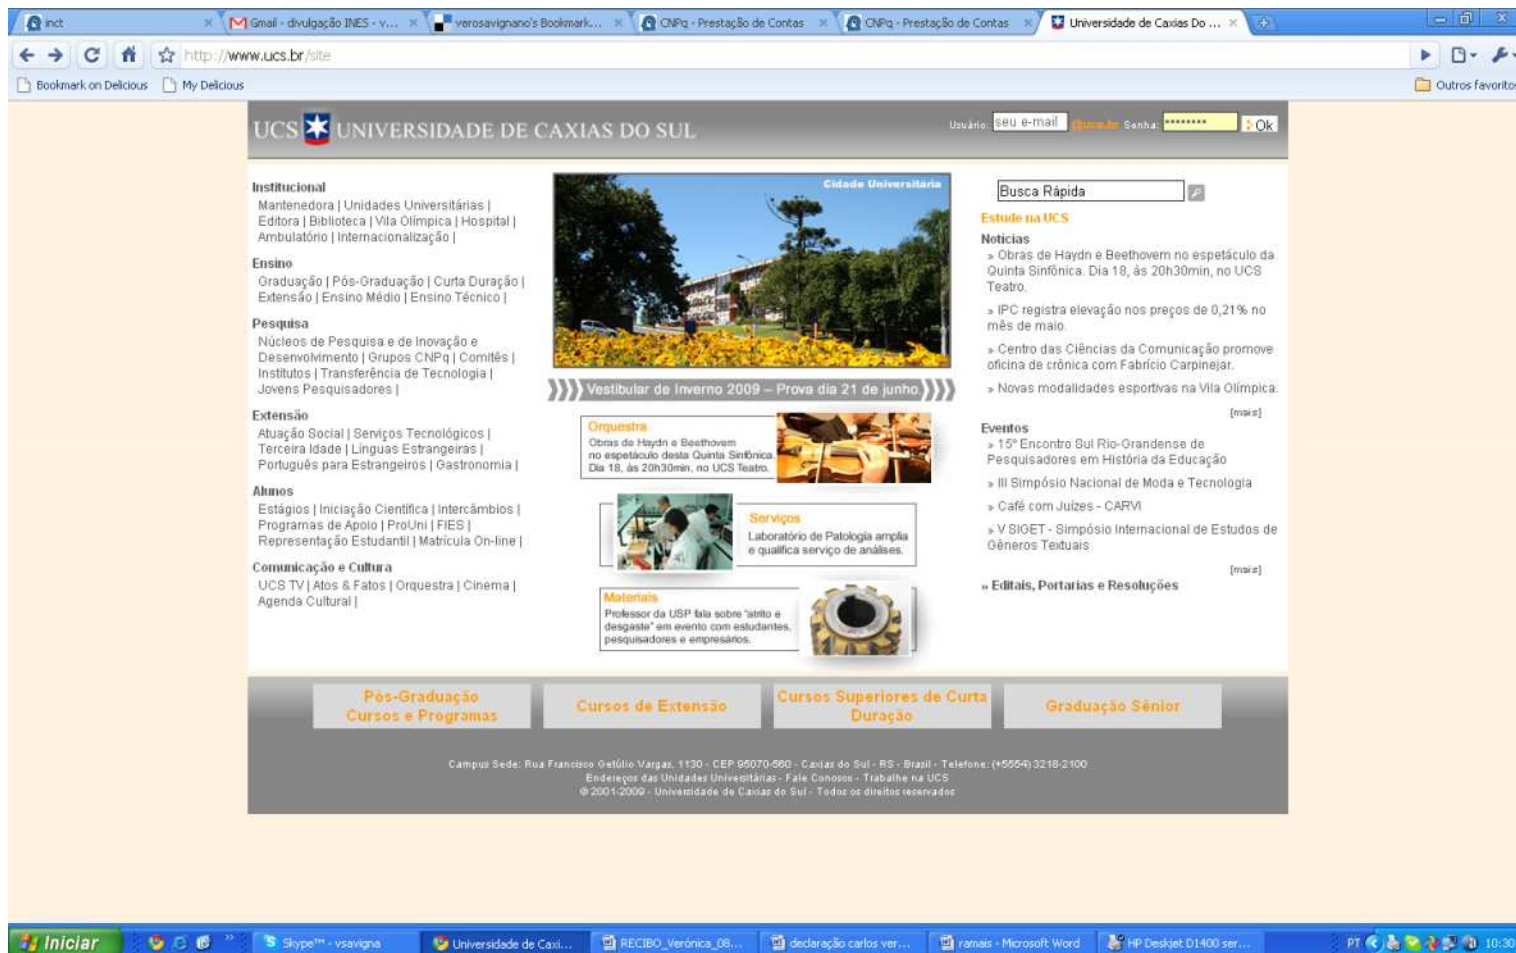 inct
Gmail - divulgação INES - v...
verosavignano's Bookmark...
CNPq - Prestação de Contas
CNPq - Prestação de Contas
Universidade de Caxias Do ...
http://www.ucs.br/site
Bookmark on Delicious
My Delicious
Outros favoritos
UCS UNIVERSIDADE DE CAXIAS DO SUL
Usuário: seu e-mail @ucs.br Senha: ******** Ok
Institucional
Mantenedora | Unidades Universitárias |
Editora | Biblioteca | Vila Olímpica | Hospital |
Ambulatório | Internacionalização |
Ensino
Graduação | Pós-Graduação | Curta Duração |
Extensão | Ensino Médio | Ensino Técnico |
Pesquisa
Núcleos de Pesquisa e de Inovação e
Desenvolvimento | Grupos CNPq | Comitês |
Institutos | Transferência de Tecnologia |
Jovens Pesquisadores |
Extensão
Atuação Social | Serviços Tecnológicos |
Terceira Idade | Línguas Estrangeiras |
Português para Estrangeiros | Gastronomia |
Alunos
Estágios | Iniciação Científica | Intercâmbios |
Programas de Apoio | ProUni | FIES |
Representação Estudantil | Matrícula On-line |
Comunicação e Cultura
UCS TV | Atos & Fatos | Orquestra | Cinema |
Agenda Cultural |
Cidade Universitária
Vestibular de Inverno 2009 – Prova dia 21 de junho.
Orquestra
Obras de Haydn e Beethovem
no espetáculo desta Quinta Sinfônica.
Dia 18, às 20h30min, no UCS Teatro.
Serviços
Laboratório de Patologia amplia
e qualifica serviço de análises.
Materiais
Professor da USP fala sobre "atrito e
desgaste" em evento com estudantes,
pesquisadores e empresários.
Busca Rápida
Estude na UCS
Notícias
» Obras de Haydn e Beethovem no espetáculo da
Quinta Sinfônica. Dia 18, às 20h30min, no UCS
Teatro.
» IPC registra elevação nos preços de 0,21% no
mês de maio.
» Centro das Ciências da Comunicação promove
oficina de crônica com Fabrício Carpinejar.
» Novas modalidades esportivas na Vila Olímpica.
[mais]
Eventos
» 15º Encontro Sul Rio-Grandense de
Pesquisadores em História da Educação
» III Simpósio Nacional de Moda e Tecnologia
» Café com Juízes - CARVI
» V SIGET - Simpósio Internacional de Estudos de
Gêneros Textuais
[mais]
» Editais, Portarias e Resoluções
Pós-Graduação
Cursos e Programas
Cursos de Extensão
Cursos Superiores de Curta
Duração
Graduação Sênior
Campus Sede: Rua Francisco Getúlio Vargas, 1130 - CEP 95070-560 - Caxias do Sul - RS - Brasil - Telefone: (+5554) 3218-2100
Endereços das Unidades Universitárias - Fale Conosco - Trabalhe na UCS
© 2001-2009 - Universidade de Caxias do Sul - Todos os direitos reservados
Iniciar
Skype™ - vsavigna
Universidade de Caxi...
RECIBO_Verónica_08...
declaração carlos ver...
ramais - Microsoft Word
HP Deskjet D1400 ser...
PT
10:30